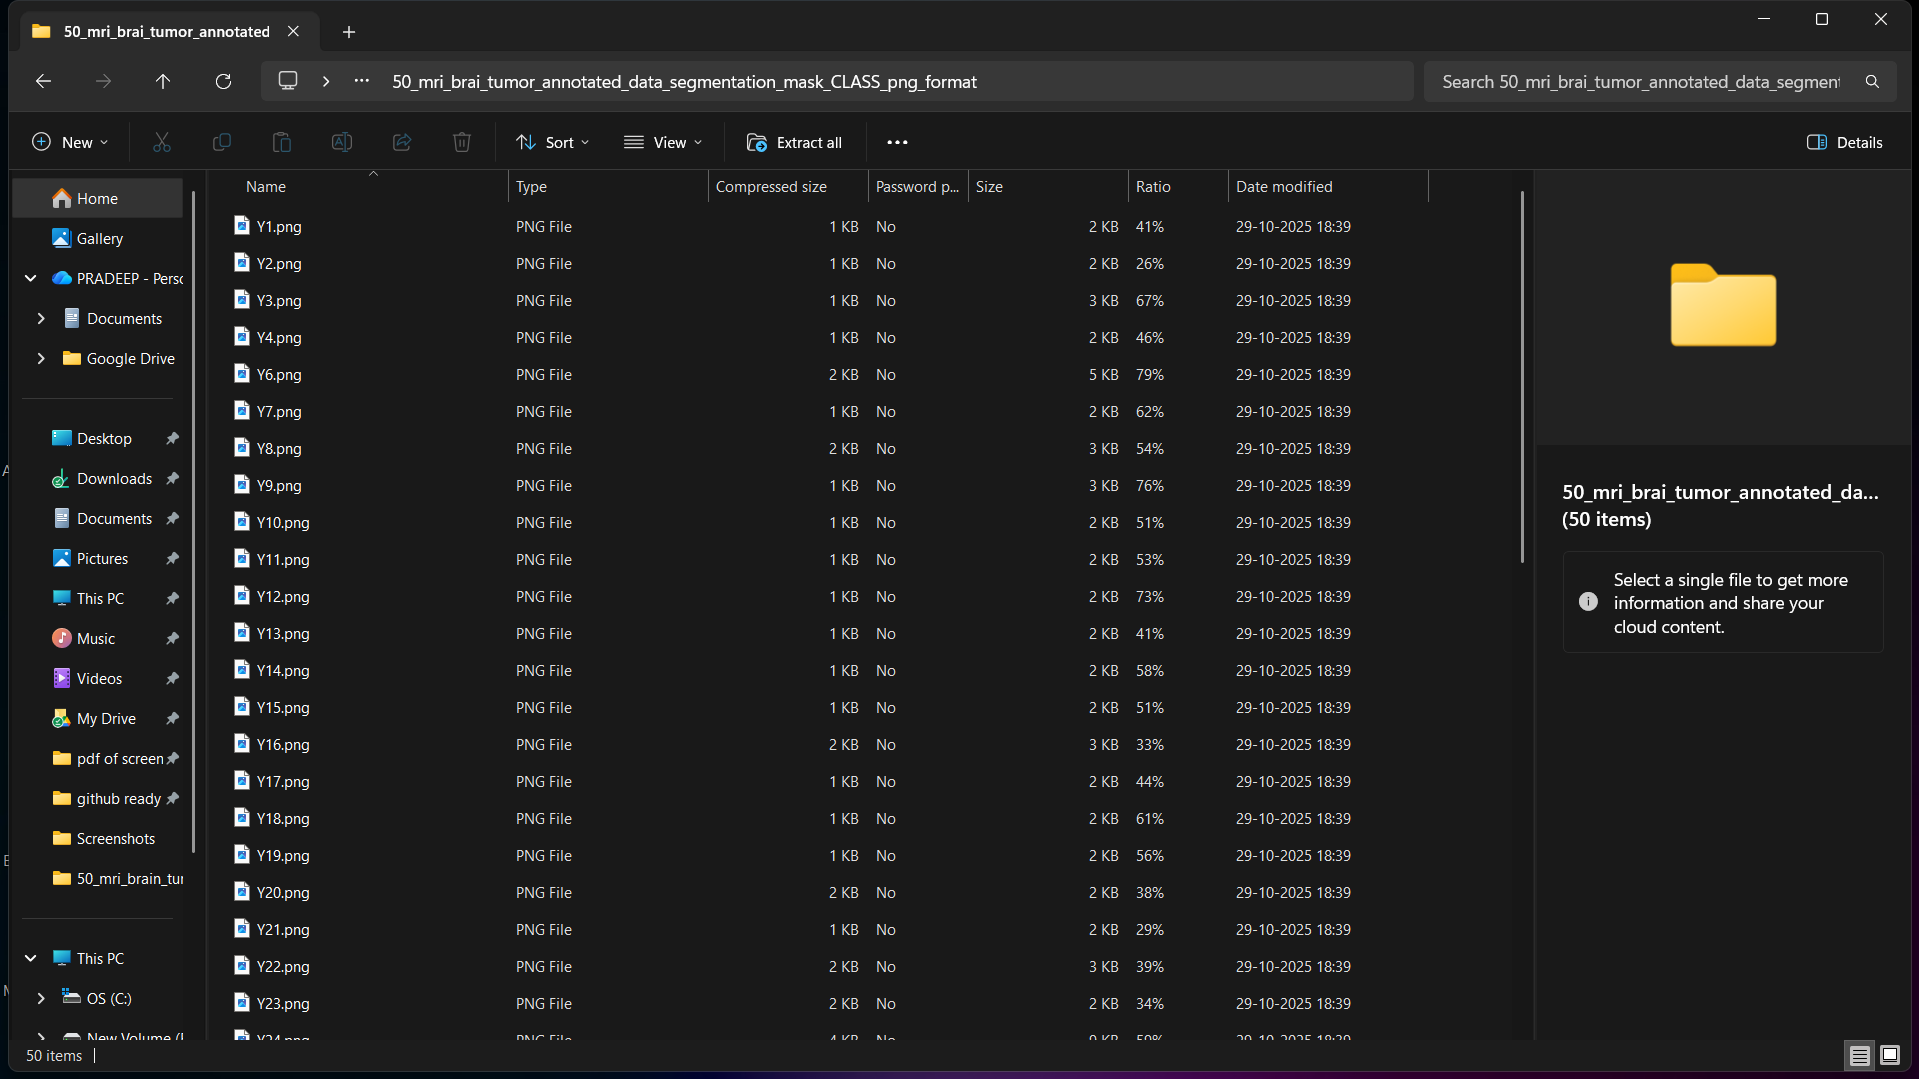 50_mri_brai_tumor_annotated
50_mri_brai_tumor_annotated_data_segmentation_mask_CLASS_png_format
Search 50_mri_brai_tumor_annotated_data_segment
New
Sort
View
Extract all
Details
Home
Gallery
PRADEEP - Perso
Documents
Google Drive
Desktop
Downloads
Documents
Pictures
This PC
Music
Videos
My Drive
pdf of screen
github ready
Screenshots
50_mri_brain_tur
This PC
OS (C:)
New Volume (
Name Type Compressed size Password p... Size Ratio Date modified
Y1.png PNG File 1 KB No 2 KB 41% 29-10-2025 18:39
Y2.png PNG File 1 KB No 2 KB 26% 29-10-2025 18:39
Y3.png PNG File 1 KB No 3 KB 67% 29-10-2025 18:39
Y4.png PNG File 1 KB No 2 KB 46% 29-10-2025 18:39
Y6.png PNG File 2 KB No 5 KB 79% 29-10-2025 18:39
Y7.png PNG File 1 KB No 2 KB 62% 29-10-2025 18:39
Y8.png PNG File 2 KB No 3 KB 54% 29-10-2025 18:39
Y9.png PNG File 1 KB No 3 KB 76% 29-10-2025 18:39
Y10.png PNG File 1 KB No 2 KB 51% 29-10-2025 18:39
Y11.png PNG File 1 KB No 2 KB 53% 29-10-2025 18:39
Y12.png PNG File 1 KB No 2 KB 73% 29-10-2025 18:39
Y13.png PNG File 1 KB No 2 KB 41% 29-10-2025 18:39
Y14.png PNG File 1 KB No 2 KB 58% 29-10-2025 18:39
Y15.png PNG File 1 KB No 2 KB 51% 29-10-2025 18:39
Y16.png PNG File 2 KB No 3 KB 33% 29-10-2025 18:39
Y17.png PNG File 1 KB No 2 KB 44% 29-10-2025 18:39
Y18.png PNG File 1 KB No 2 KB 61% 29-10-2025 18:39
Y19.png PNG File 1 KB No 2 KB 56% 29-10-2025 18:39
Y20.png PNG File 2 KB No 2 KB 38% 29-10-2025 18:39
Y21.png PNG File 1 KB No 2 KB 29% 29-10-2025 18:39
Y22.png PNG File 2 KB No 3 KB 39% 29-10-2025 18:39
Y23.png PNG File 2 KB No 2 KB 34% 29-10-2025 18:39
Y24.png PNG File 4 KB No 29-10-2025 18:39
50_mri_brai_tumor_annotated_da...
(50 items)
Select a single file to get more
information and share your
cloud content.
50 items